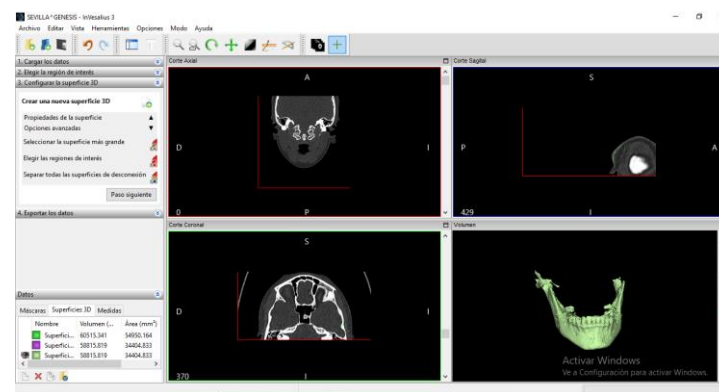 SEVILLA^GENESIS - InVesalius 3
Archivo Editar Vista Herramientas Opciones Modo Ayuda
1. Cargar los datos
2. Elegir la región de interés
3. Configurar la superficie 3D
Crear una nueva superficie 3D
Propiedades de la superficie
Opciones avanzadas
Seleccionar la superficie más grande
Elegir las regiones de interés
Separar todas las superficies de desconexión
Paso siguiente
4. Exportar los datos
Datos
Máscaras Superficies 3D Medidas
Nombre Volumen (... Área (mm³)
Superfici... 60515.341 54950.164
Superfici... 58815.819 34404.833
Superfici... 58815.819 34404.833
Corte Axial
A
D I
0 P
Corte Sagital
S
P A
429 I
Corte Coronal
S
D I
370 I
Volumen
Activar Windows
Ve a Configuración para activar Windows.